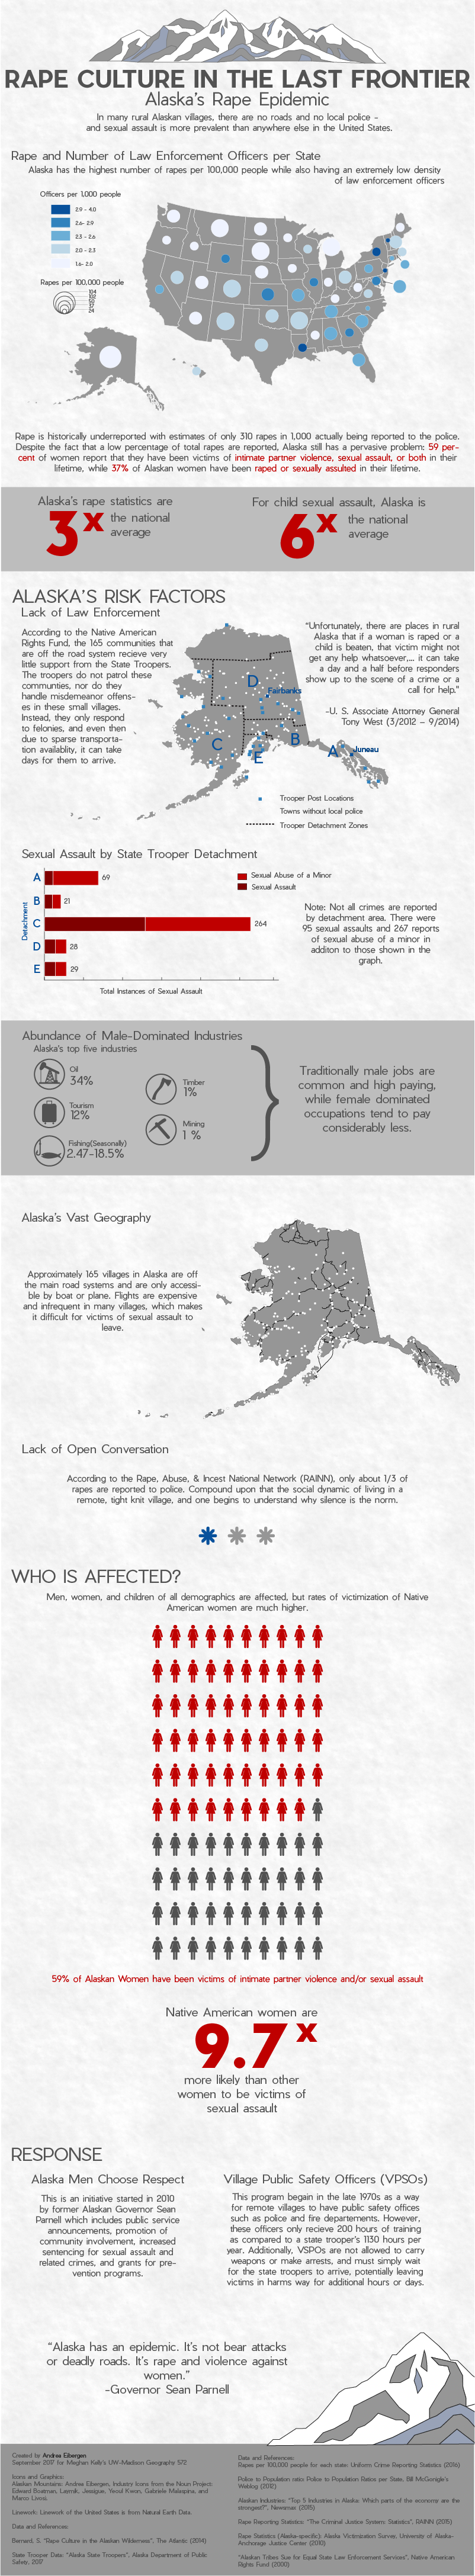 RAPE CULTURE IN THE LAST FRONTIER
Alaska's Rape Epidemic
In many rural Alaskan villages, there are no roads and no local police -
and sexual assault is more prevalent than anywhere else in the United States.
Rape and Number of Law Enforcement Officers per State
Alaska has the highest number of rapes per 100,000 people while also having an extremely low density
of law enforcement officers
Officers per 1,000 people
2.9 - 4.0
2.6- 2.9
2.3 - 2.6
2.0 - 2.3
1.6- 2.0
Rapes per 100,000 people
104
24
Rape is historically underreported with estimates of only 310 rapes in 1,000 actually being reported to the police.
Despite the fact that a low percentage of total rapes are reported, Alaska still has a pervasive problem: 59 per-
cent of women report that they have been victims of intimate partner violence, sexual assault, or both in their
lifetime, while 37% of Alaskan women have been raped or sexually assulted in their lifetime.
Alaska's rape statistics are
3x the national
average
For child sexual assault, Alaska is
6x the national
average
ALASKA'S RISK FACTORS
Lack of Law Enforcement
According to the Native American
Rights Fund, the 165 communities that
are off the road system recieve very
little support from the State Troopers.
The troopers do not patrol these
communities, nor do they
handle misdemeanor offens-
es in these small villages.
Instead, they only respond
to felonies, and even then
due to sparse transporta-
tion availablity, it can take
days for them to arrive.
"Unfortunately, there are places in rural
Alaska that if a woman is raped or a
child is beaten, that victim might not
get any help whatsoever,... it can take
a day and a half before responders
show up to the scene of a crime or a
call for help."
-U. S. Associate Attorney General
Tony West (3/2012 - 9/2014)
D
Fairbanks
C
B
E
A
Juneau
Trooper Post Locations
Towns without local police
Trooper Detachment Zones
Sexual Assault by State Trooper Detachment
Detachment
A
69
B
21
C
264
D
28
E
29
Total Instances of Sexual Assault
Sexual Abuse of a Minor
Sexual Assault
Note: Not all crimes are reported
by detachment area. There were
95 sexual assaults and 267 reports
of sexual abuse of a minor in
additon to those shown in the
graph.
Abundance of Male-Dominated Industries
Alaska's top five industries
Oil
34%
Tourism
12%
Fishing(Seasonally)
2.47-18.5%
Timber
1%
Mining
1 %
Traditionally male jobs are
common and high paying,
while female dominated
occupations tend to pay
considerably less.
Alaska's Vast Geography
Approximately 165 villages in Alaska are off
the main road systems and are only accessi-
ble by boat or plane. Flights are expensive
and infrequent in many villages, which makes
it difficult for victims of sexual assault to
leave.
Lack of Open Conversation
According to the Rape, Abuse, & Incest National Network (RAINN), only about 1/3 of
rapes are reported to police. Compound upon that the social dynamic of living in a
remote, tight knit village, and one begins to understand why silence is the norm.
WHO IS AFFECTED?
Men, women, and children of all demographics are affected, but rates of victimization of Native
American women are much higher.
59% of Alaskan Women have been victims of intimate partner violence and/or sexual assault
Native American women are
9.7x
more likely than other
women to be victims of
sexual assault
RESPONSE
Alaska Men Choose Respect
This is an initiative started in 2010
by former Alaskan Governor Sean
Parnell which includes public service
announcements, promotion of
community involvement, increased
sentencing for sexual assault and
related crimes, and grants for pre-
vention programs.
Village Public Safety Officers (VPSOs)
This program began in the late 1970s as a way
for remote villages to have public safety offices
such as police and fire departments. However,
these officers only recieve 200 hours of training
as compared to a state trooper's 1130 hours per
year. Additionally, VSPOs are not allowed to carry
weapons or make arrests, and must simply wait
for the state troopers to arrive, potentially leaving
victims in harms way for additional hours or days.
"Alaska has an epidemic. It's not bear attacks
or deadly roads. It's rape and violence against
women."
-Governor Sean Parnell
Created by Andrea Eibergen
September 2017 for Meghan Kelly's UW-Madison Geography 572
Icons and Graphics:
Alaskan Mountains: Andrea Eibergen, Industry Icons from the Noun Project:
Edward Boatman, Laymik, Jessigue, Yeoul Kwon, Gabriele Malaspina, and
Marco Livosi.
Linework: Linework of the United States is from Natural Earth Data.
Data and References:
Bernard, S. "Rape Culture in the Alaskan Wilderness", The Atlantic (2014)
State Trooper Data: "Alaska State Troopers", Alaska Department of Public
Safety, 2017
Data and References:
Rapes per 100,000 people for each state: Uniform Crime Reporting Statistics (2016)
Police to Population ratio: Police to Population Ratios per State, Bill McGonigle's
Weblog (2012)
Alaskan Industries: "Top 5 Industries in Alaska: Which parts of the economy are the
strongest?", Newsmax (2015)
Rape Reporting Statistics: "The Criminal Justice System: Statistics", RAINN (2015)
Rape Statistics (Alaska-specific): Alaska Victimization Survey, University of Alaska-
Anchorage Justice Center (2010)
"Alaskan Tribes Sue for Equal State Law Enforcement Services", Native American
Rights Fund (2000)